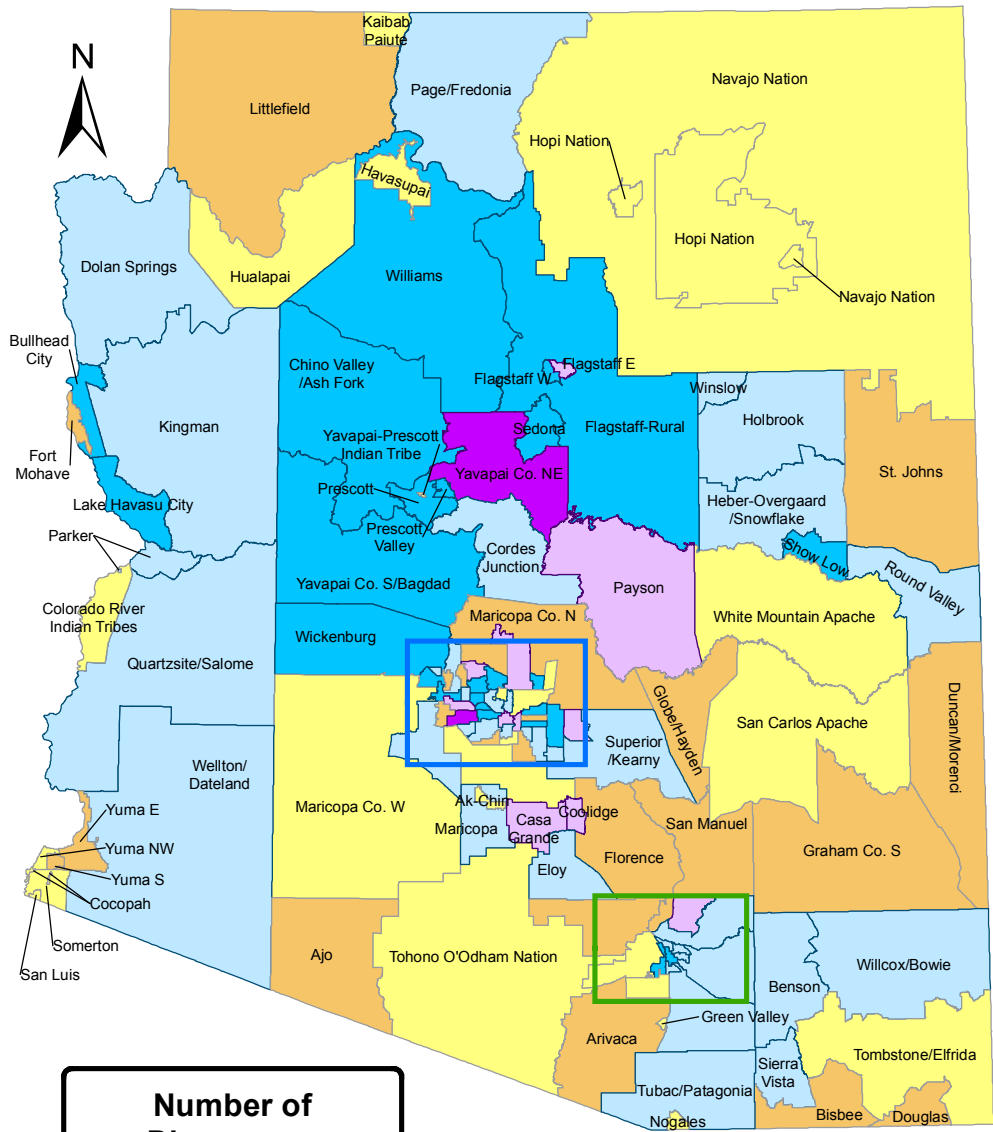 Kaibab
Paiute
N
Littlefield
Page/Fredonia
Navajo Nation
Hopi Nation
Havasupai
Hopi Nation
Dolan Springs
Hualapai
Williams
Navajo Nation
Bullhead
City
Chino Valley
/Ash Fork
Flagstaff E
Flagstaff W
Winslow
Holbrook
Kingman
Yavapai-Prescott
Indian Tribe
Sedona
Flagstaff-Rural
Fort
Mohave
Yavapai Co. NE
St. Johns
Prescott
Lake Havasu City
Heber-Overgaard
/Snowflake
Prescott
Valley
Parker
Cordes
Junction
Show Low
Round Valley
Yavapai Co. S/Bagdad
Payson
Colorado River
Indian Tribes
Maricopa Co. N
White Mountain Apache
Wickenburg
Quartzsite/Salome
Globe/Hayden
Duncan/Morenci
San Carlos Apache
Superior
/Kearny
Wellton/
Dateland
Maricopa Co. W
Ak-Chin
Coolidge
Yuma E
Maricopa
Casa
Grande
San Manuel
Yuma NW
Graham Co. S
Florence
Yuma S
Eloy
Cocopah
Somerton
San Luis
Ajo
Tohono O'Odham Nation
Willcox/Bowie
Benson
Green Valley
Arivaca
Sierra
Vista
Tombstone/Elfrida
Tubac/Patagonia
Number of
Nogales
Bisbee
Douglas